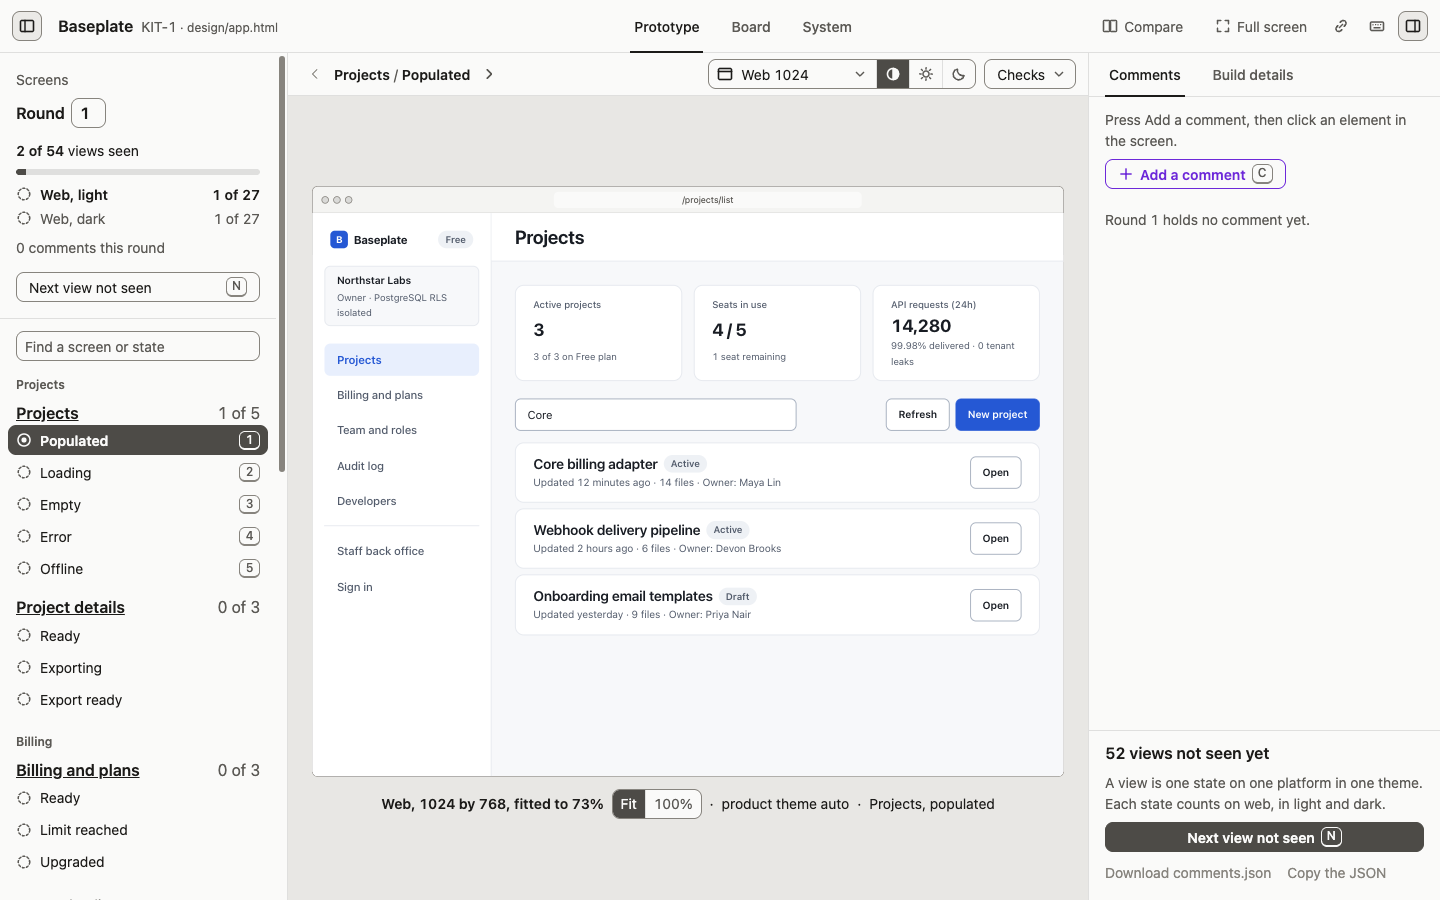 Baseplate KIT-1 · design/app.html
Prototype
Board
System
Compare
Full screen
Screens
Round 1
2 of 54 views seen
Web, light 1 of 27
Web, dark 1 of 27
0 comments this round
Next view not seen N
Find a screen or state
Projects
Projects 1 of 5
Populated 1
Loading 2
Empty 3
Error 4
Offline 5
Project details 0 of 3
Ready
Exporting
Export ready
Billing
Billing and plans 0 of 3
Ready
Limit reached
Upgraded
Projects / Populated
Web 1024
Checks
/projects/list
B Baseplate Free
Northstar Labs
Owner · PostgreSQL RLS
isolated
Projects
Billing and plans
Team and roles
Audit log
Developers
Staff back office
Sign in
Projects
Active projects
3
3 of 3 on Free plan
Seats in use
4 / 5
1 seat remaining
API requests (24h)
14,280
99.98% delivered · 0 tenant
leaks
Core
Refresh
New project
Core billing adapter Active
Updated 12 minutes ago · 14 files · Owner: Maya Lin
Open
Webhook delivery pipeline Active
Updated 2 hours ago · 6 files · Owner: Devon Brooks
Open
Onboarding email templates Draft
Updated yesterday · 9 files · Owner: Priya Nair
Open
Web, 1024 by 768, fitted to 73% Fit 100% · product theme auto · Projects, populated
Comments
Build details
Press Add a comment, then click an element in
the screen.
Add a comment C
Round 1 holds no comment yet.
52 views not seen yet
A view is one state on one platform in one theme.
Each state counts on web, in light and dark.
Next view not seen N
Download comments.json
Copy the JSON